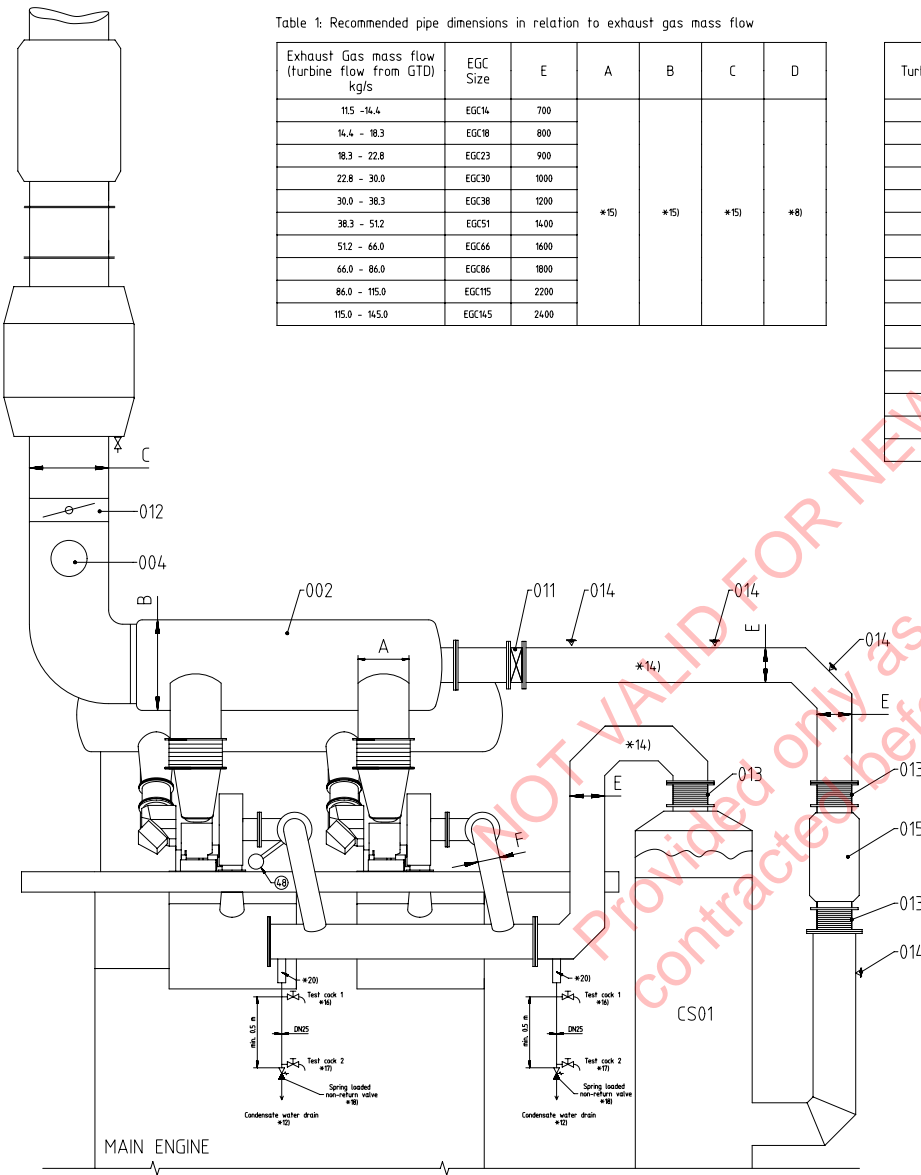 Table 1: Recommended pipe dimensions in relation to exhaust gas mass flow
Exhaust Gas mass flow (turbine flow from GTD) kg/s EGC Size E A B C D
11.5 -14.4 EGC14 700
14.4 - 18.3 EGC18 800
18.3 - 22.8 EGC23 900
22.8 - 30.0 EGC30 1000
30.0 - 38.3 EGC38 1200
*15) *15) *15) *8)
38.3 - 51.2 EGC51 1400
51.2 - 66.0 EGC66 1600
66.0 - 86.0 EGC86 1800
86.0 - 115.0 EGC115 2200
115.0 - 145.0 EGC145 2400
C
012
004
B
002
011
014
014
E
014
A
*14)
E
*14)
E
013
013
015
F
48
013
014
*20)
*20)
Test cock 1
*16)
Test cock 1
*16)
min. 0.5 m
DN25
min. 0.5 m
DN25
CS01
Test cock 2
*17)
Test cock 2
*17)
Spring loaded
non-return valve
*18)
Spring loaded
non-return valve
*18)
Condensate water drain
*12)
Condensate water drain
*12)
MAIN ENGINE
NOT VALID FOR NEW
Provided only as
contracted